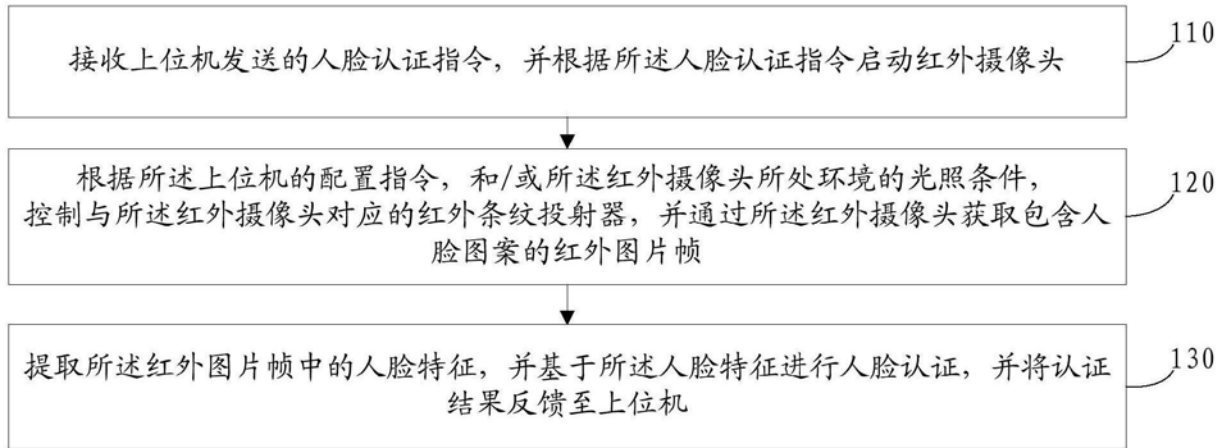 接收上位机发送的人脸认证指令，并根据所述人脸认证指令启动红外摄像头
110
根据所述上位机的配置指令，和/或所述红外摄像头所处环境的光照条件，
控制与所述红外摄像头对应的红外条纹投射器，并通过所述红外摄像头获取包含人
脸图案的红外图片帧
120
提取所述红外图片帧中的人脸特征，并基于所述人脸特征进行人脸认证，并将认证
结果反馈至上位机
130